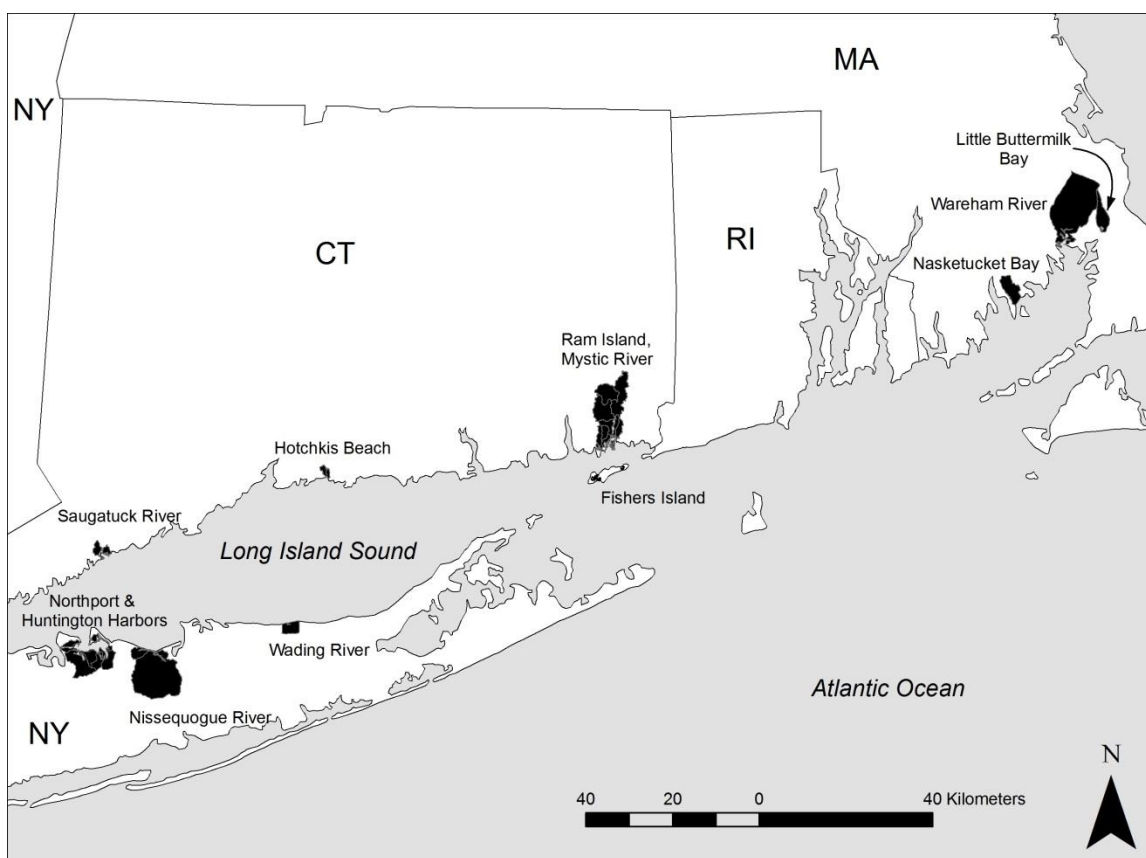 MA
NY
Little Buttermilk
Bay
Wareham River
CT
RI
Nasketucket Bay
Ram Island,
Mystic River
Hotchkis Beach
Fishers Island
Saugatuck River
Long Island Sound
Northport &
Huntington Harbors
Wading River
Atlantic Ocean
Nissequogue River
NY
N
40 20 0 40 Kilometers